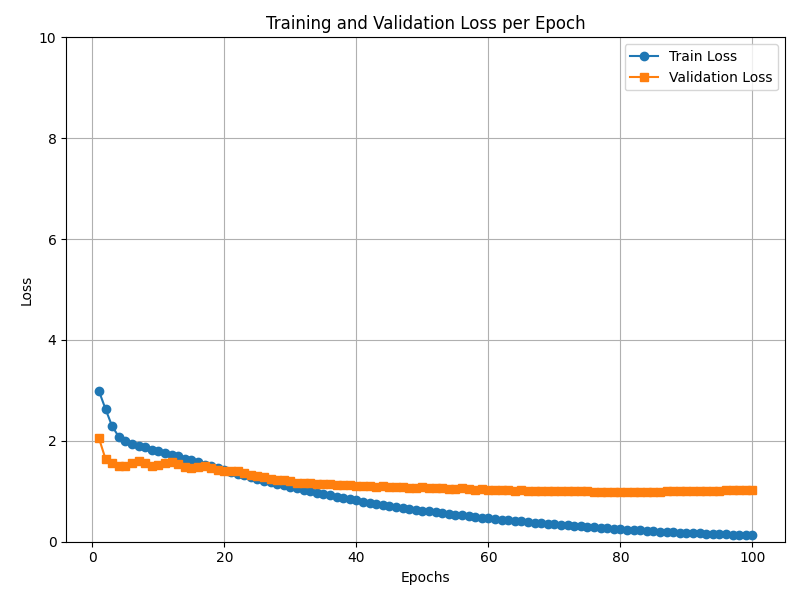 Training and Validation Loss per Epoch
10
8
6
4
2
0
Loss
Train Loss
Validation Loss
0 20 40 60 80 100
Epochs